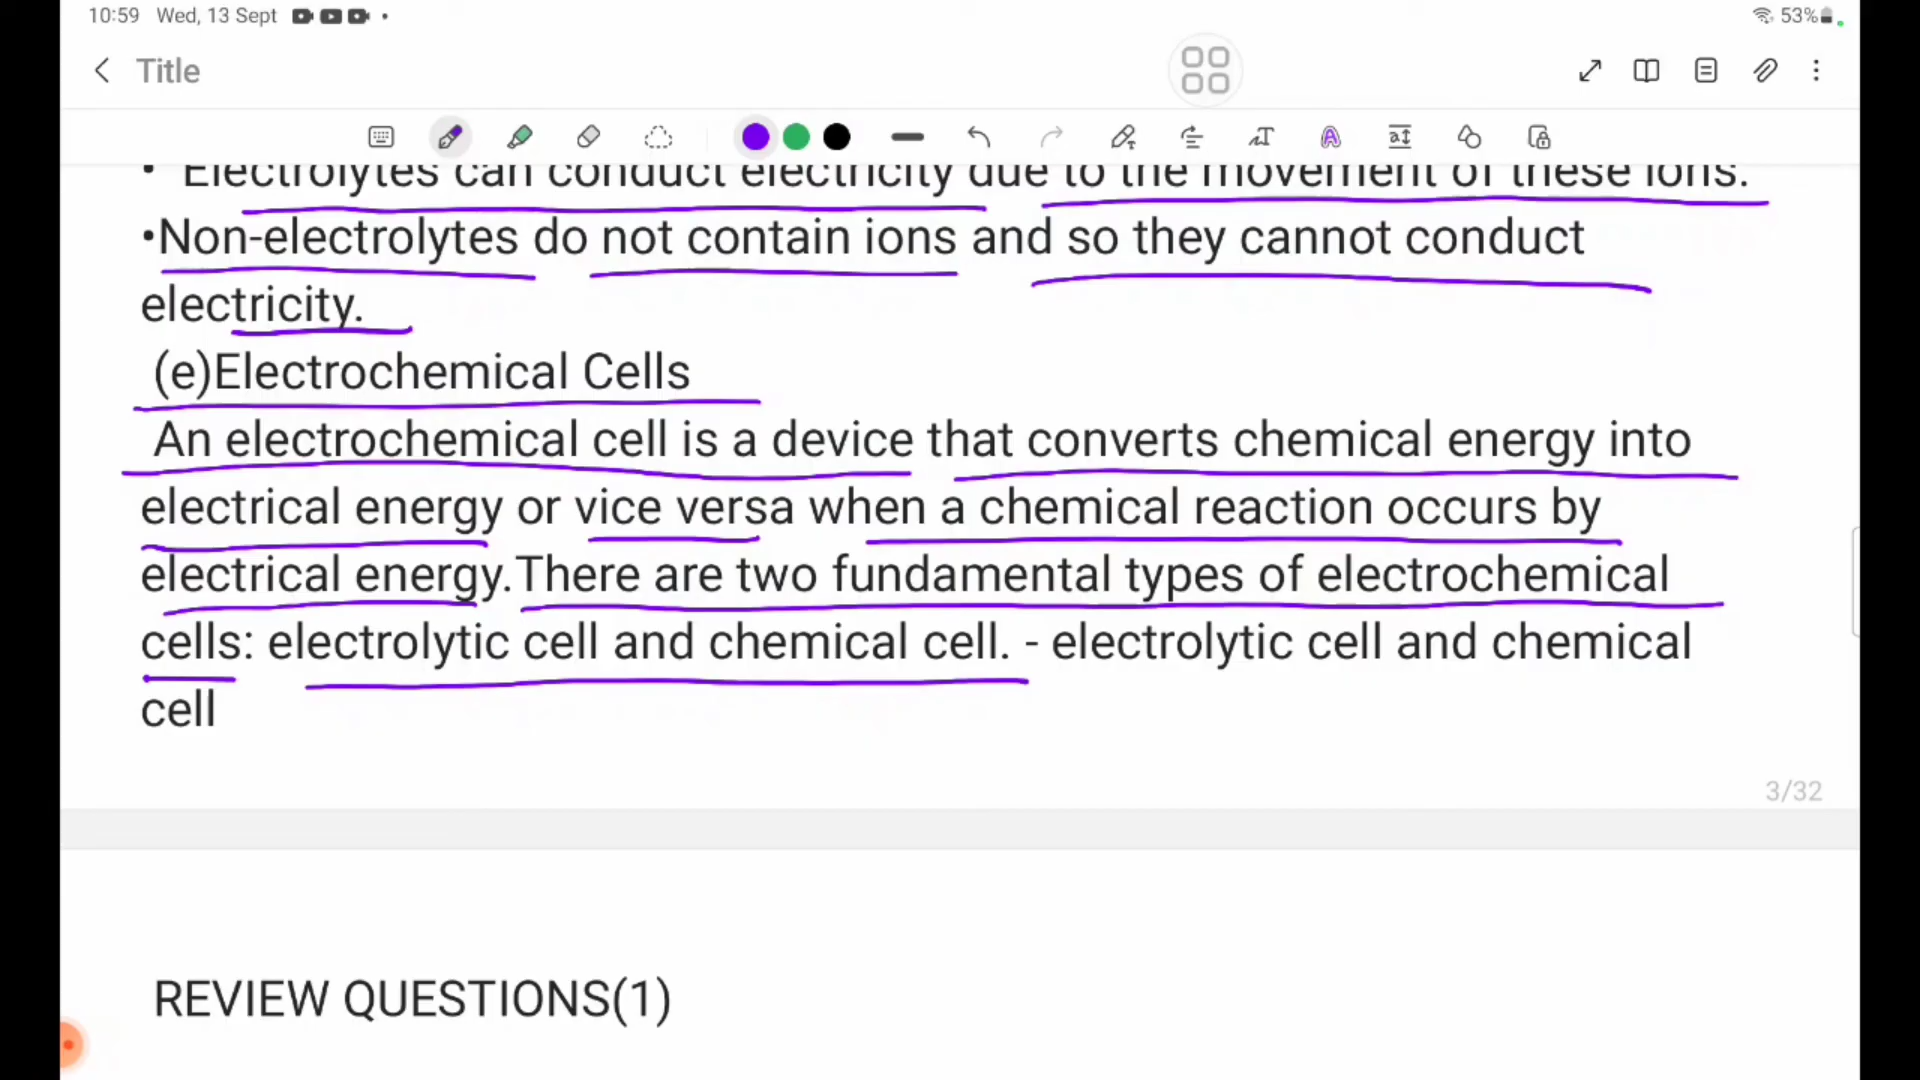 10:59 Wed, 13 Sept
53%
Title
• Electrolytes can conduct electricity due to the movement of these ions.
•Non-electrolytes do not contain ions and so they cannot conduct
electricity.
(e)Electrochemical Cells
An electrochemical cell is a device that converts chemical energy into
electrical energy or vice versa when a chemical reaction occurs by
electrical energy.There are two fundamental types of electrochemical
cells: electrolytic cell and chemical cell. - electrolytic cell and chemical
cell
3/32
REVIEW QUESTIONS(1)